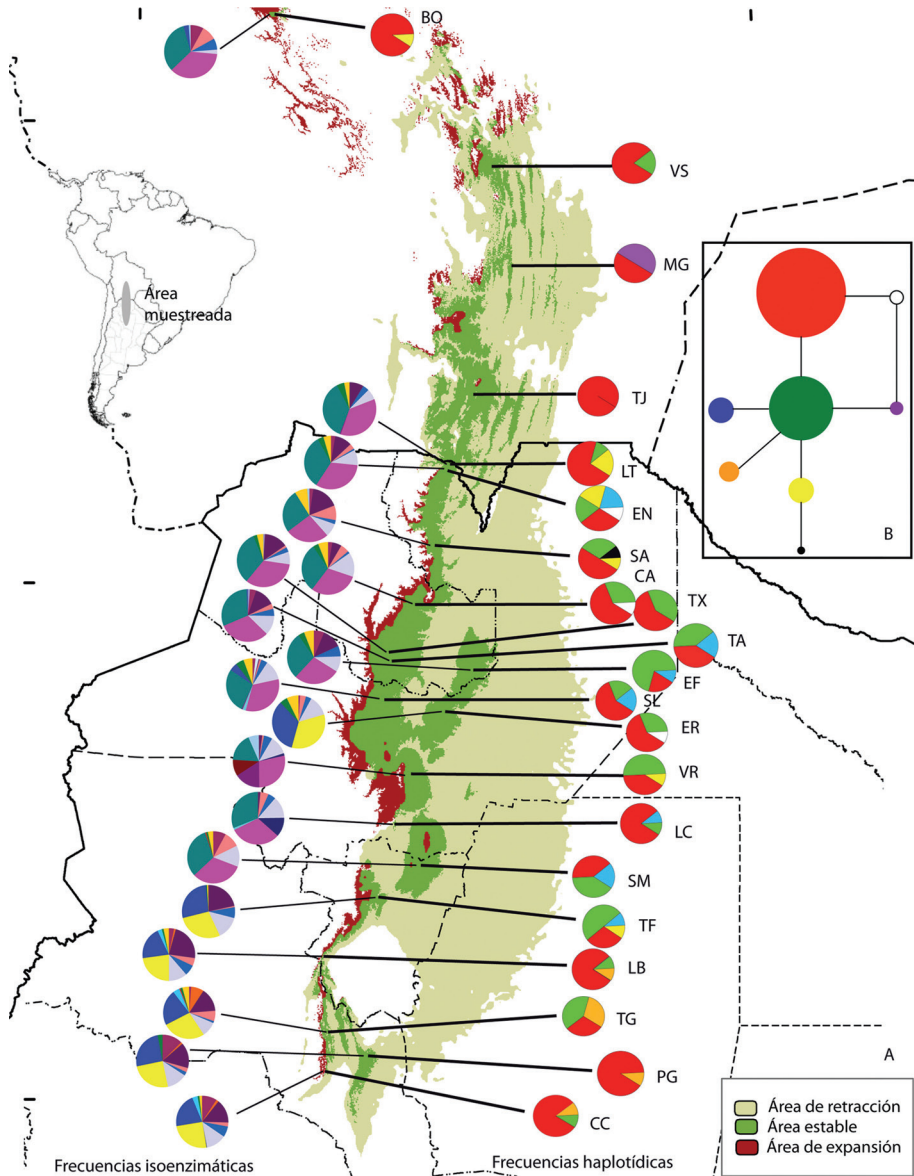 BO
VS
MG
Área
muestreada
TJ
LT
EN
B
SA
CA
TX
TA
EF
SL
ER
VR
LC
SM
TF
LB
TG
A
PG
CC
Área de retracción
Área estable
Área de expansión
Frecuencias isoenzimáticas
Frecuencias haplotídicas